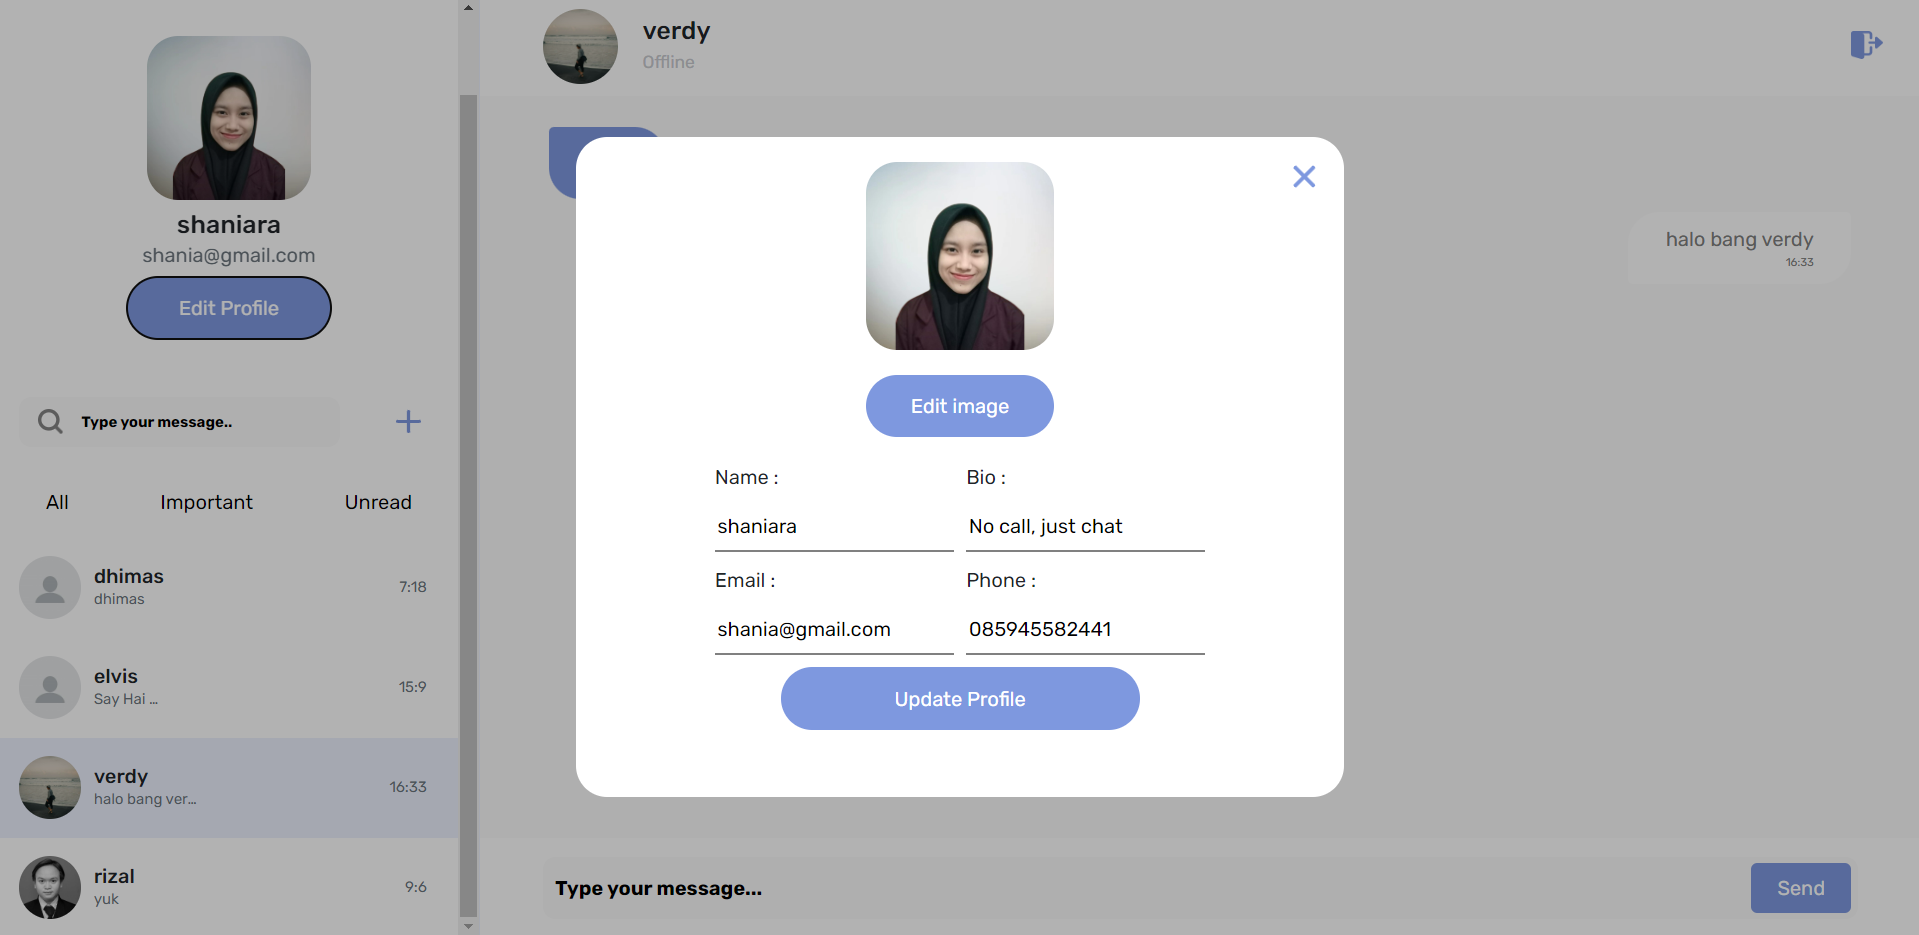 shaniara
shania@gmail.com
Edit Profile
Type your message..
All
Important
Unread
dhimas
dhimas
7:18
elvis
Say Hai ...
15:9
verdy
halo bang ver...
16:33
rizal
yuk
9:6
verdy
Offline
halo bang verdy
16:33
Edit image
Name :
shaniara
Bio :
No call, just chat
Email :
shania@gmail.com
Phone :
085945582441
Update Profile
Type your message...
Send